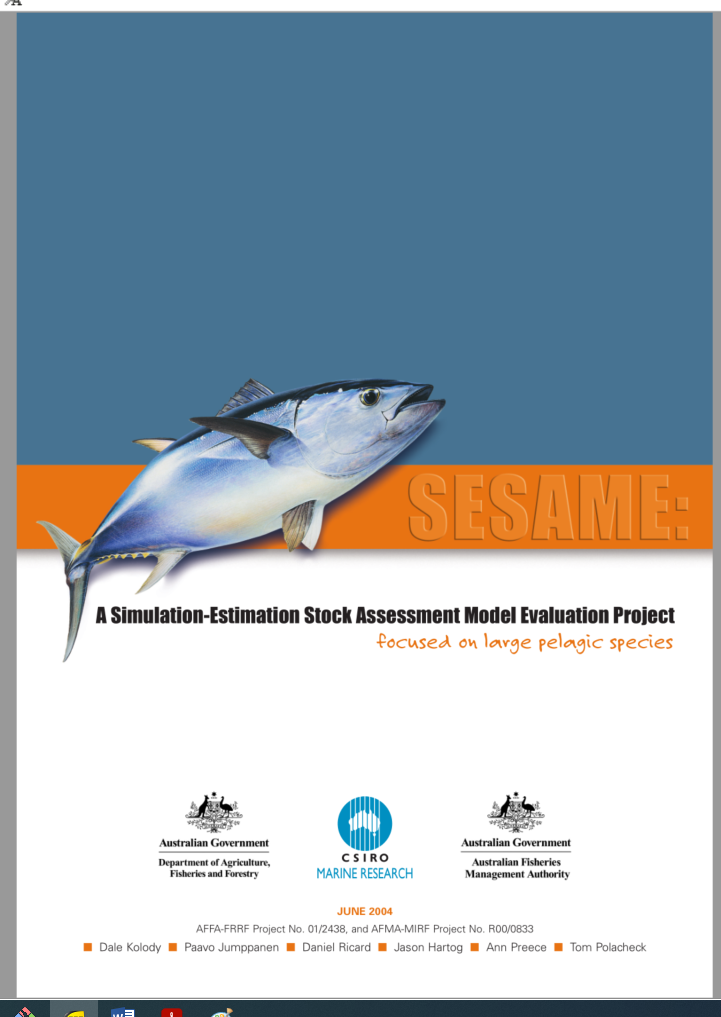 SESAME:
A Simulation-Estimation Stock Assessment Model Evaluation Project
focused on large pelagic species
Australian Government
Department of Agriculture,
Fisheries and Forestry
CSIRO
MARINE RESEARCH
Australian Government
Australian Fisheries
Management Authority
JUNE 2004
AFFA-FRRF Project No. 01/2438, and AFMA-MIRF Project No. R00/0833
■ Dale Kolody ■ Paavo Jumppanen ■ Daniel Ricard ■ Jason Hartog ■ Ann Preece ■ Tom Polacheck